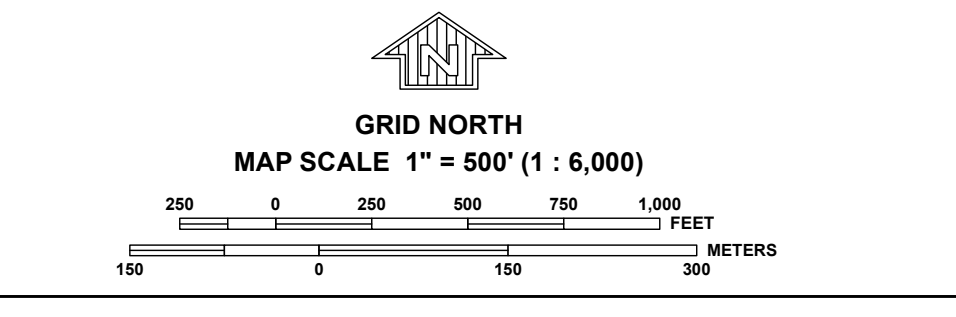 N
GRID NORTH
MAP SCALE 1" = 500' (1 : 6,000)
250 0 250 500 750 1,000
FEET
METERS
150 0 150 300